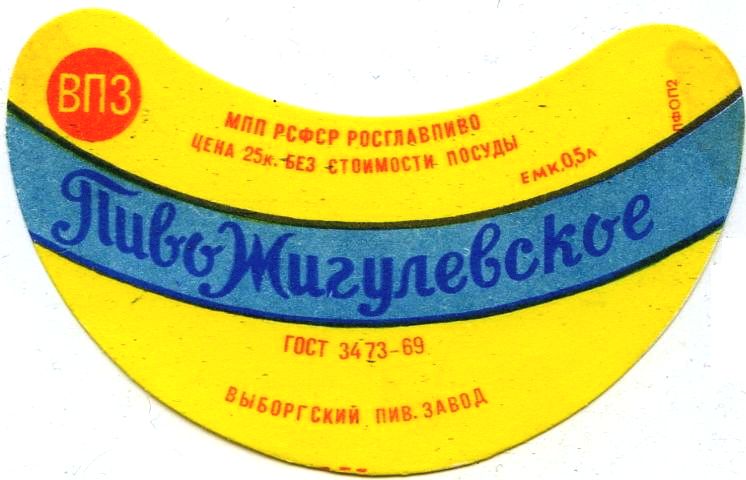 ВПЗ
МПП РСФСР РОСГЛАВПИВО
ЦЕНА 25к. БЕЗ СТОИМОСТИ ПОСУДЫ
ЕМК.0,5л
ЛФОП2
Пиво Жигулевское
ГОСТ 3473-69
ВЫБОРГСКИЙ ПИВ. ЗАВОД